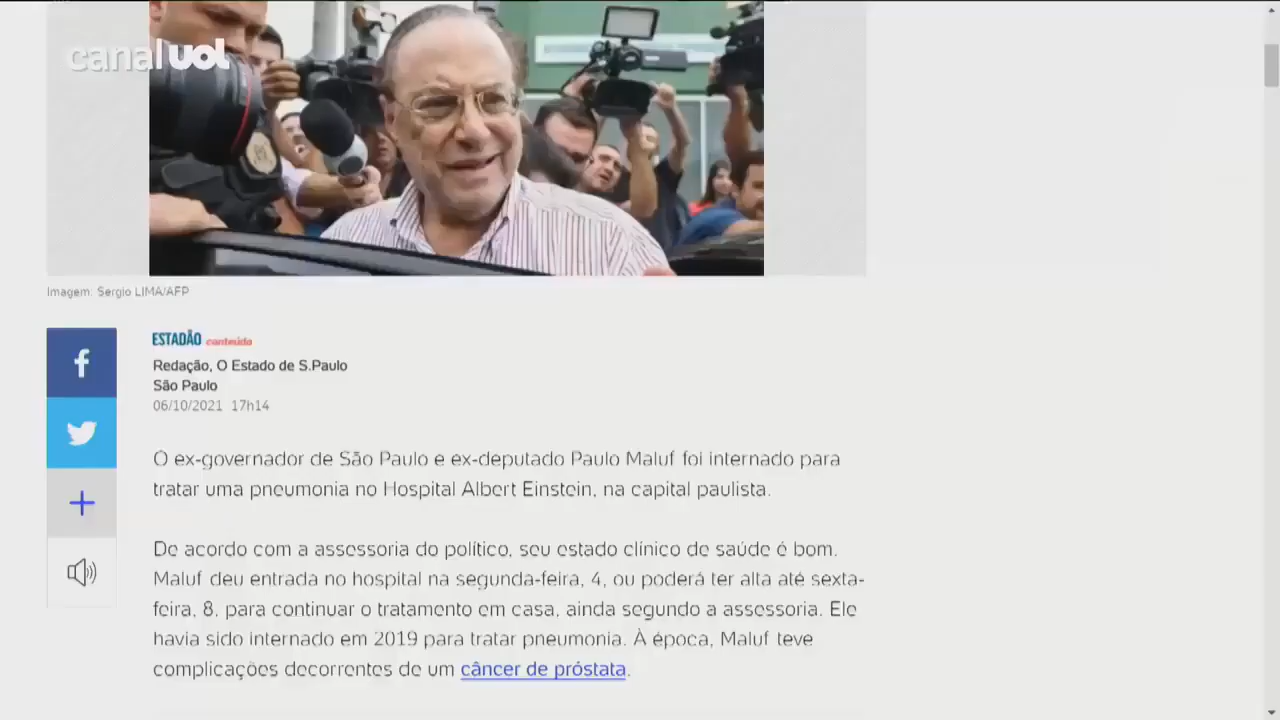 canal uol
Imagem: Sergio LIMA/AFP
ESTADÃO conteúdo
Redação, O Estado de S.Paulo
São Paulo
06/10/2021 17h14
O ex-governador de São Paulo e ex-deputado Paulo Maluf foi internado para
tratar uma pneumonia no Hospital Albert Einstein, na capital paulista.
De acordo com a assessoria do político, seu estado clínico de saúde é bom.
Maluf deu entrada no hospital na segunda-feira, 4, ou poderá ter alta até sexta-
feira, 8, para continuar o tratamento em casa, ainda segundo a assessoria. Ele
havia sido internado em 2019 para tratar pneumonia. À época, Maluf teve
complicações decorrentes de um câncer de próstata.